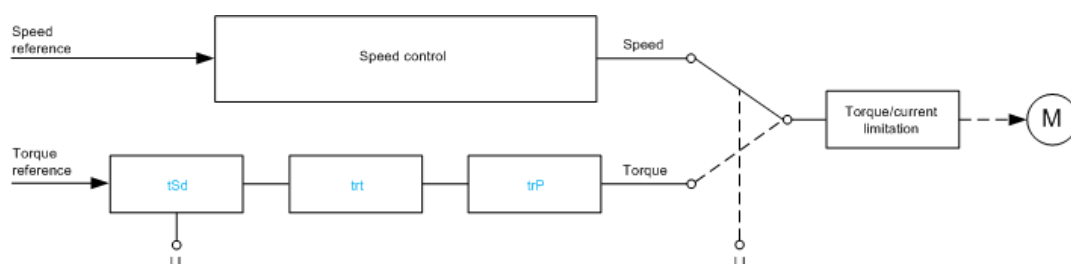 Speed
reference
Speed control
Speed
Torque/current
limitation
M
Torque
reference
tSd
trt
trP
Torque